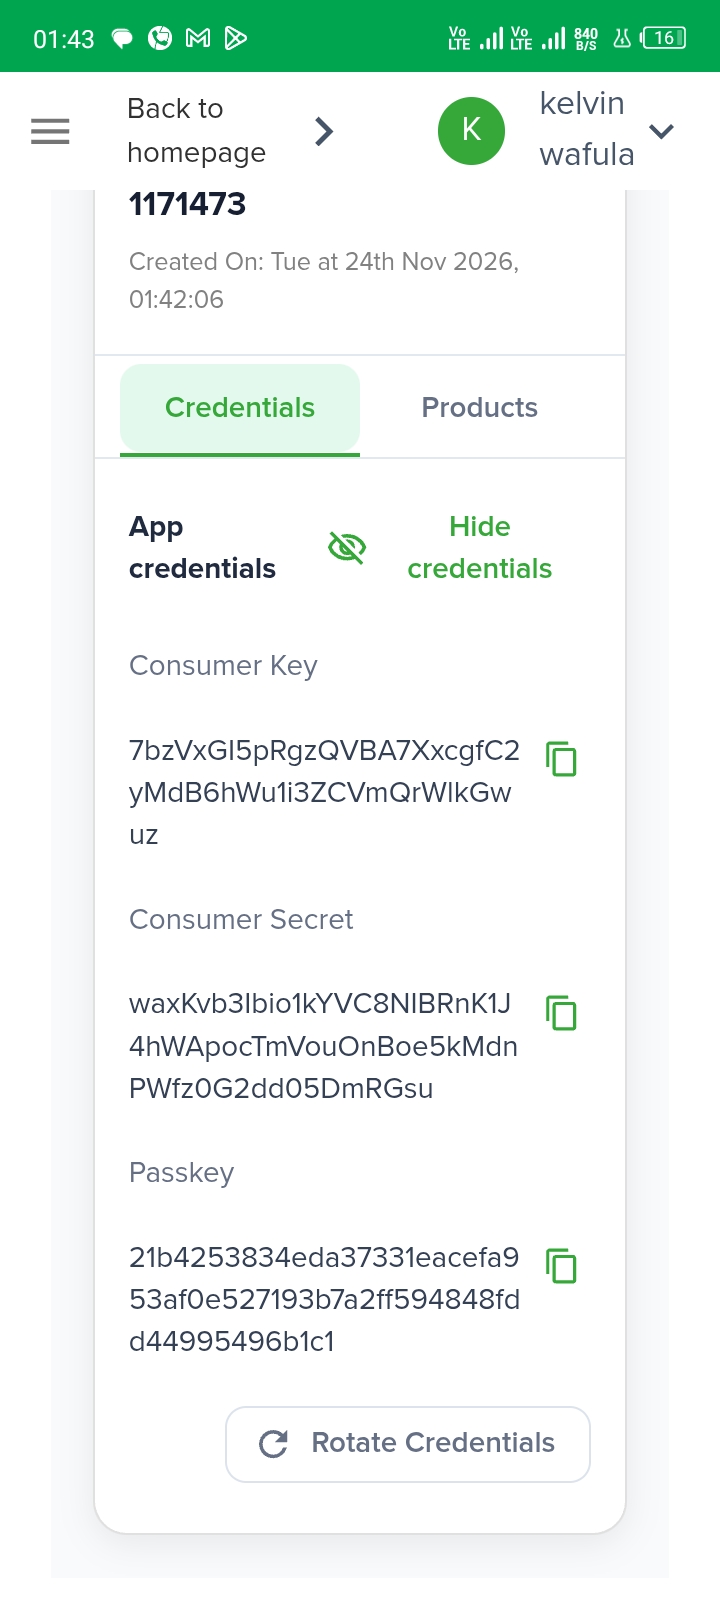 01:43
Vo LTE Vo LTE 840 B/S 16
Back to
homepage
K
kelvin
wafula
1171473
Created On: Tue at 24th Nov 2026,
01:42:06
Credentials
Products
App
credentials
Hide
credentials
Consumer Key
7bzVxGI5pRgzQVBA7XxcgfC2
yMdB6hWu1i3ZCVmQrWlkGw
uz
Consumer Secret
waxKvb3Ibio1kYVC8NIBRnK1J
4hWApocTmVouOnBoe5kMdn
PWfz0G2dd05DmRGsu
Passkey
21b4253834eda37331eacefa9
53af0e527193b7a2ff594848fd
d44995496b1c1
Rotate Credentials